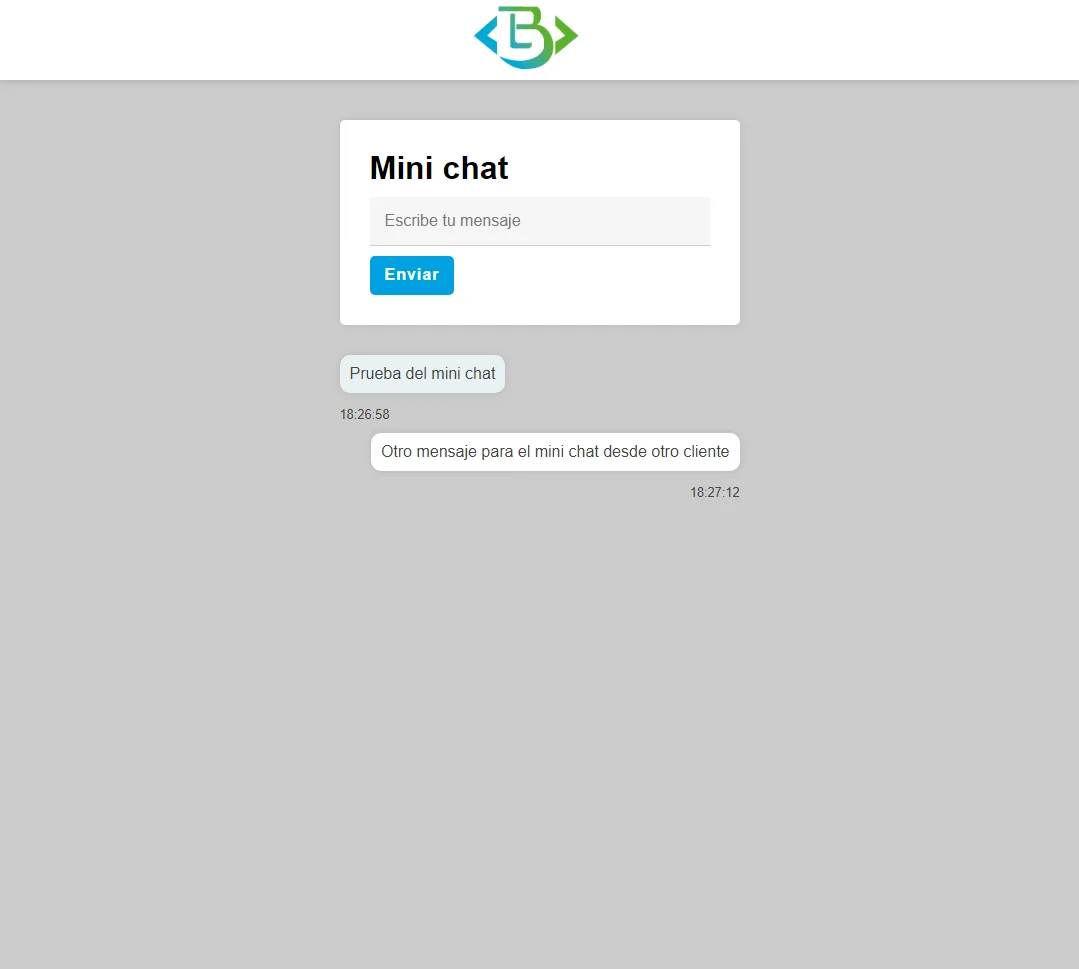 Mini chat
Escribe tu mensaje
Enviar
Prueba del mini chat
18:26:58
Otro mensaje para el mini chat desde otro cliente
18:27:12